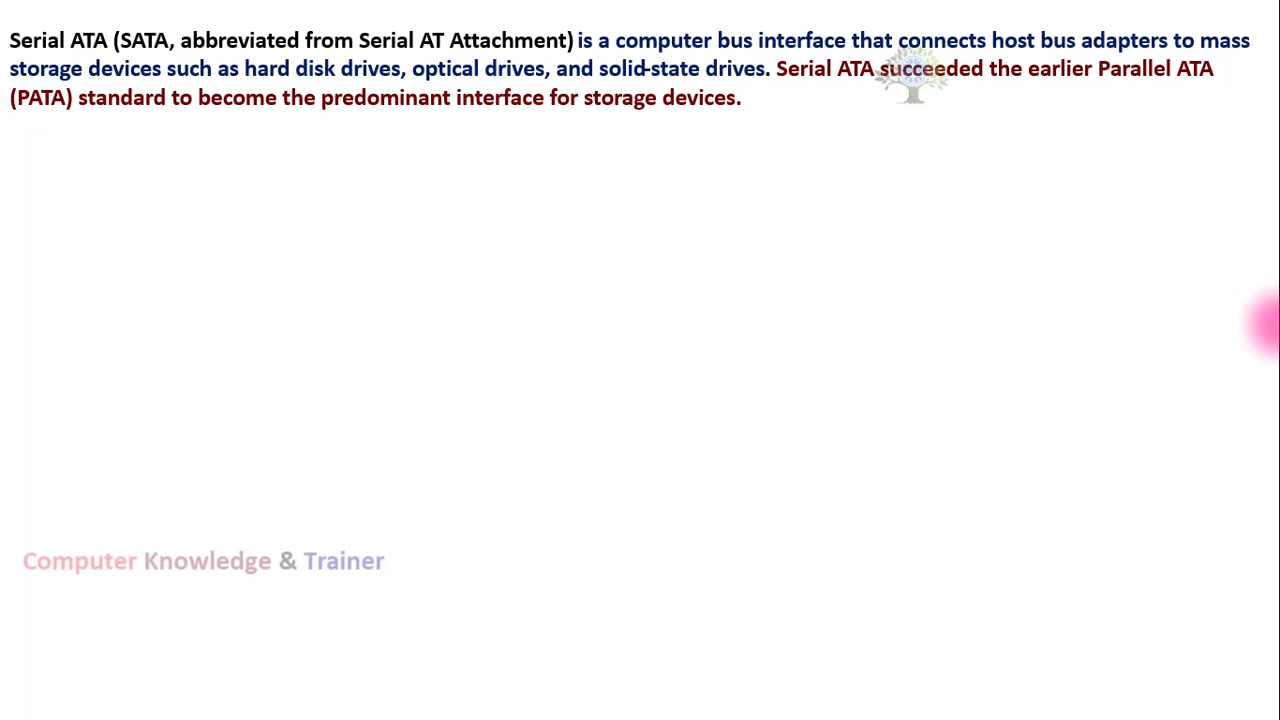 Serial ATA (SATA, abbreviated from Serial AT Attachment) is a computer bus interface that connects host bus adapters to mass
storage devices such as hard disk drives, optical drives, and solid-state drives. Serial ATA succeeded the earlier Parallel ATA
(PATA) standard to become the predominant interface for storage devices.
Computer Knowledge & Trainer